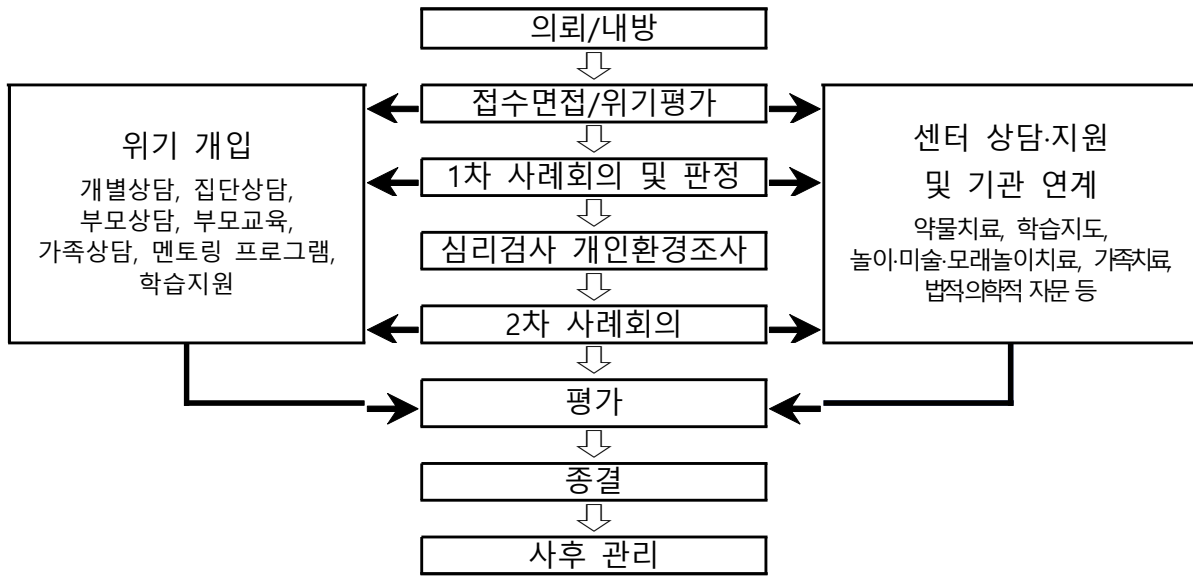 의뢰/내방
접수면접/위기평가
1차 사례회의 및 판정
심리검사 개인환경조사
2차 사례회의
평가
종결
사후 관리
위기 개입
개별상담, 집단상담,
부모상담, 부모교육,
가족상담, 멘토링 프로그램,
학습지원
센터 상담·지원
및 기관 연계
약물치료, 학습지도,
놀이·미술·모래놀이치료, 가족치료,
법적·의학적 자문 등